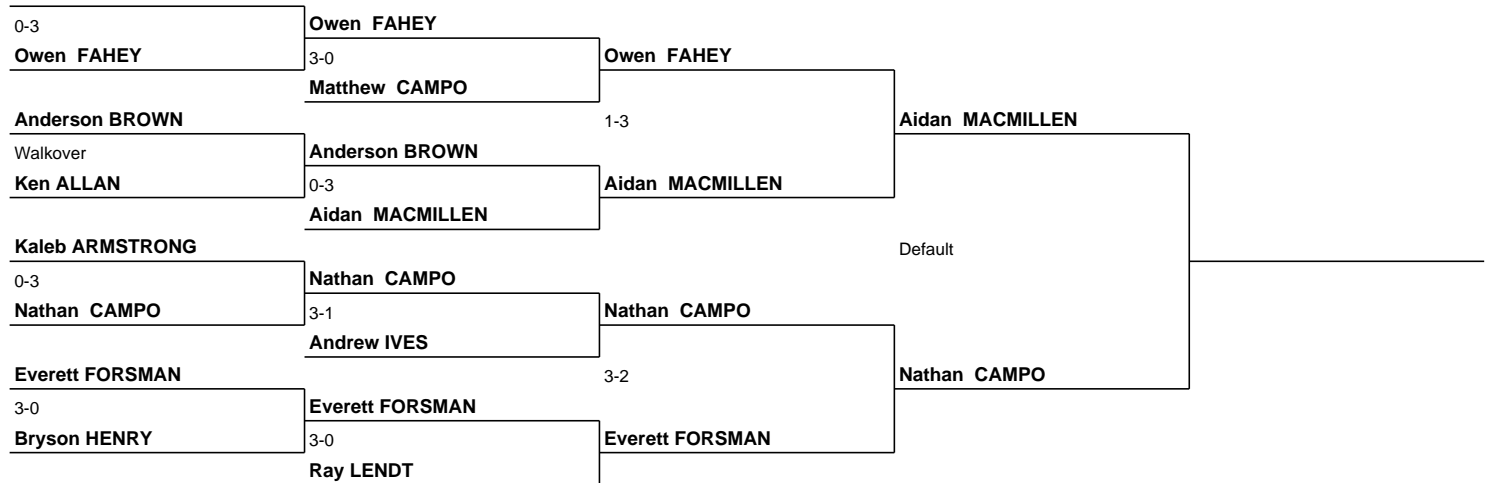 0-3
Owen FAHEY
Owen FAHEY
3-0
Owen FAHEY
Matthew CAMPO
Anderson BROWN
1-3
Aidan MACMILLEN
Walkover
Anderson BROWN
Ken ALLAN
0-3
Aidan MACMILLEN
Aidan MACMILLEN
Kaleb ARMSTRONG
Default
0-3
Nathan CAMPO
Nathan CAMPO
3-1
Nathan CAMPO
Andrew IVES
Everett FORSMAN
3-2
Nathan CAMPO
3-0
Everett FORSMAN
Bryson HENRY
3-0
Everett FORSMAN
Ray LENDT